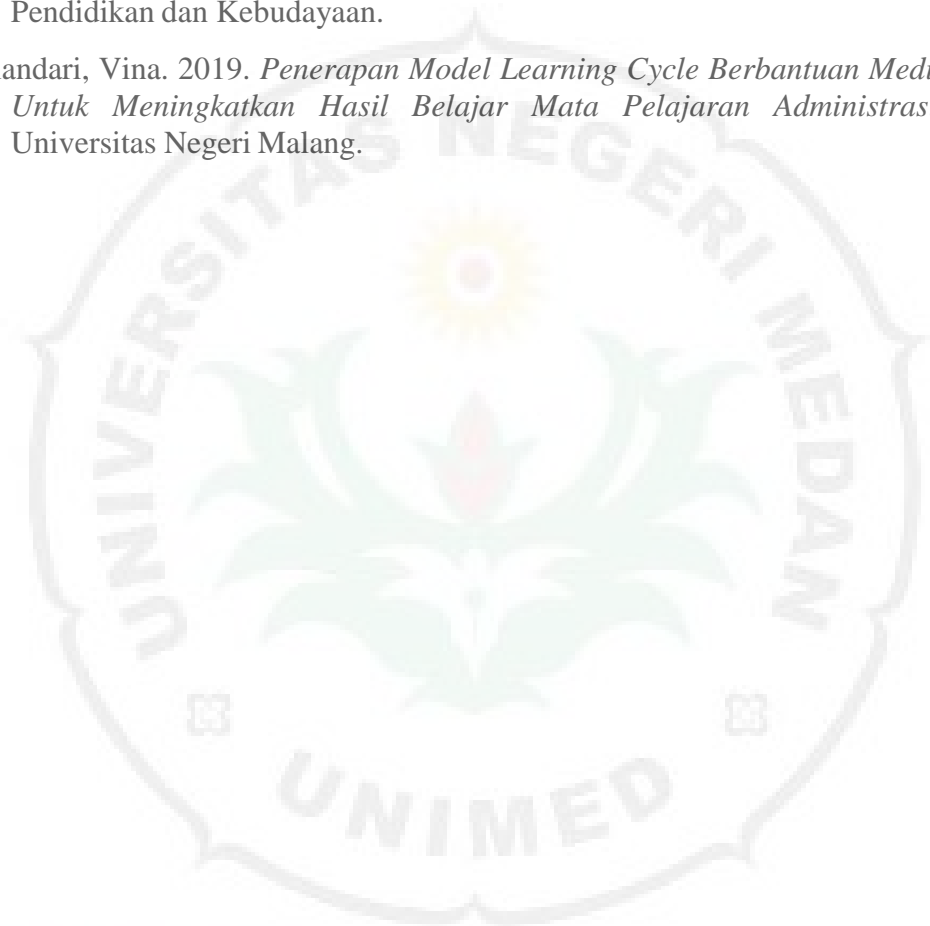 Pendidikan dan Kebudayaan.
andari, Vina. 2019. Penerapan Model Learning Cycle Berbantuan Medi
Untuk Meningkatkan Hasil Belajar Mata Pelajaran Administras
Universitas Negeri Malang.
UNIVERSITAS NEGERI MEDAN
UNIMED